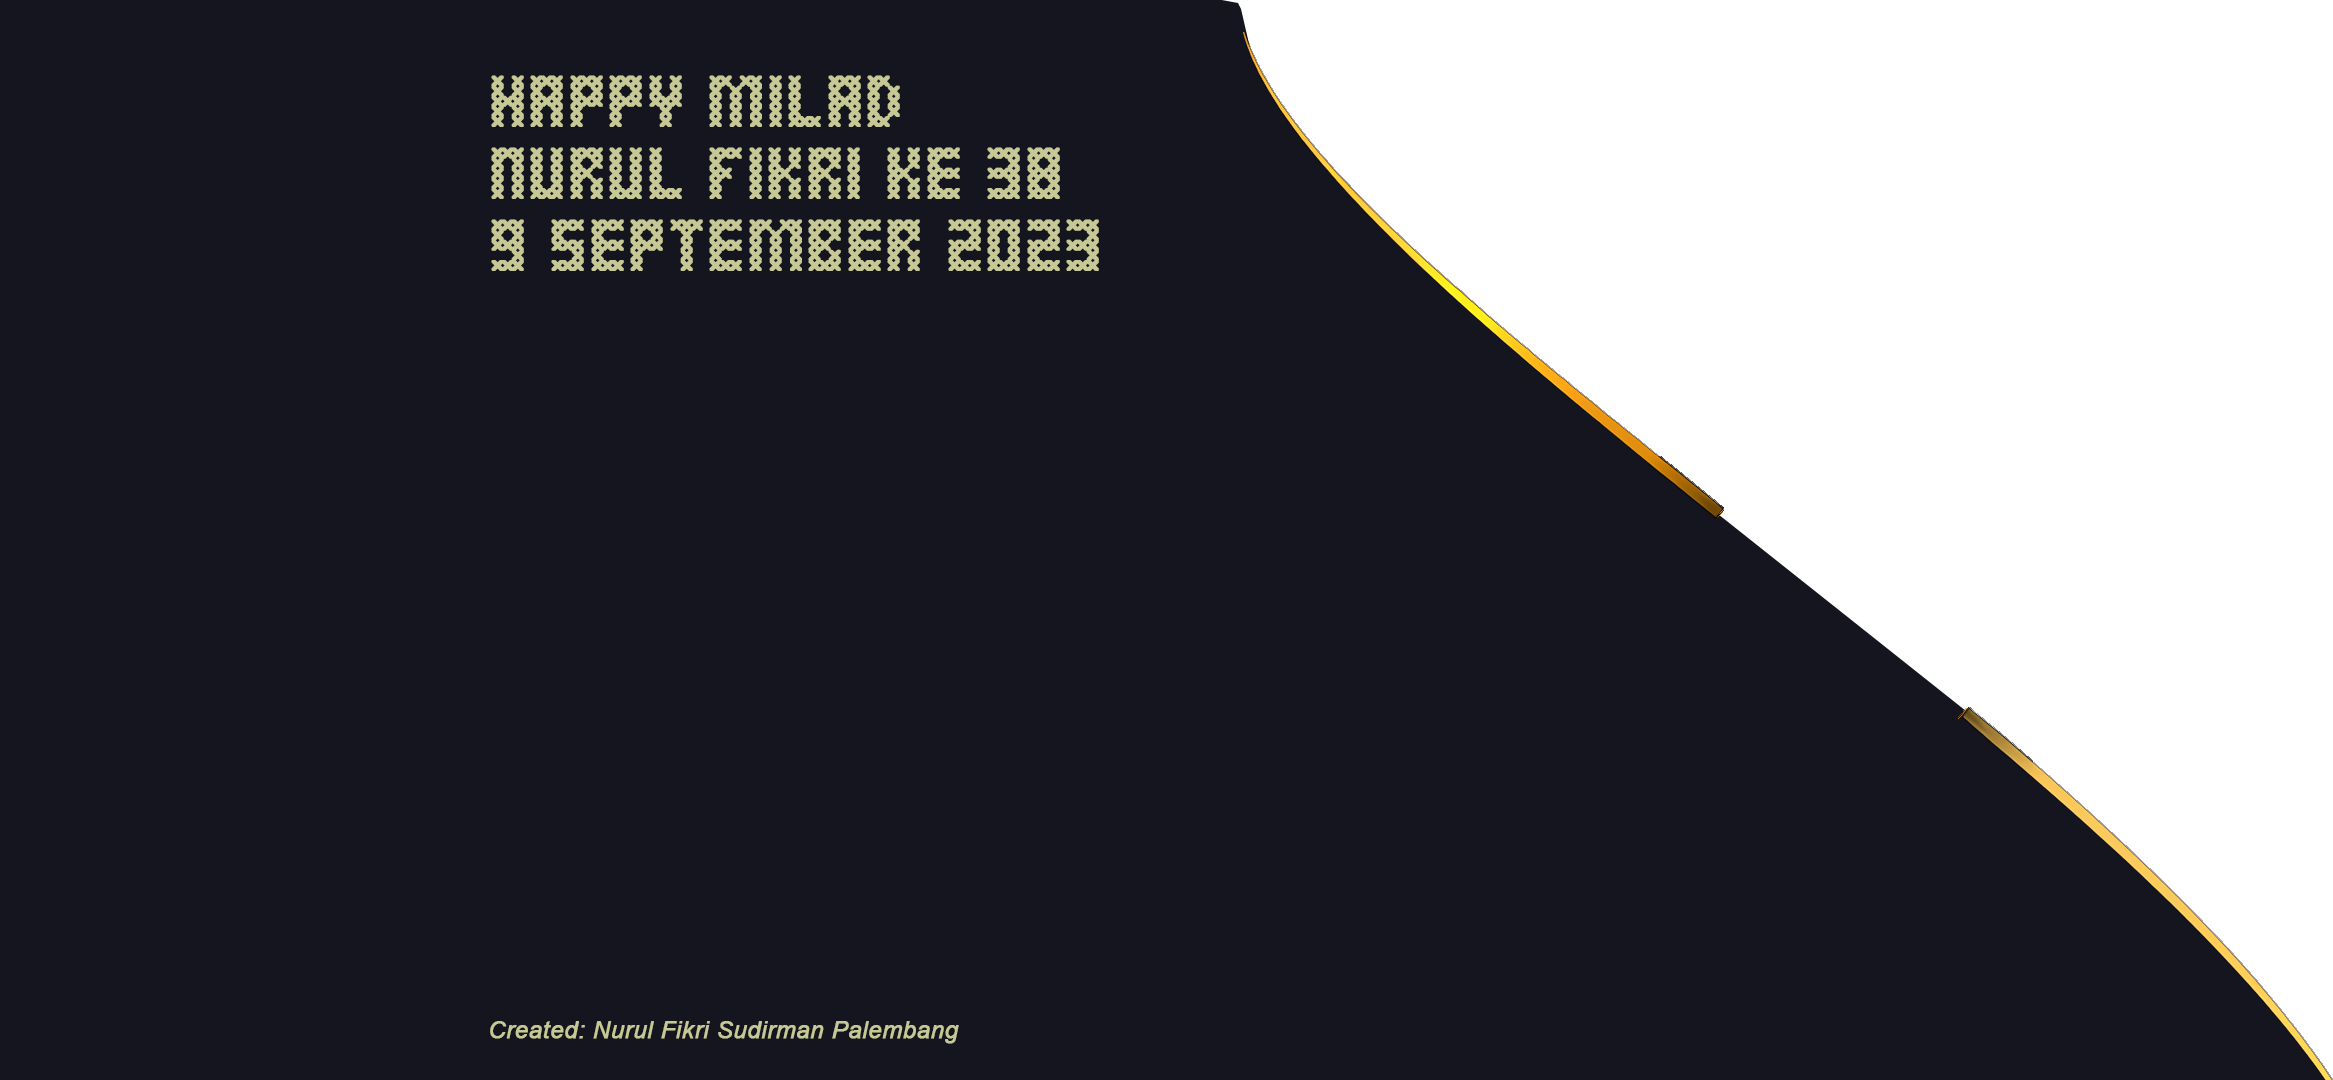 HAPPY MILAD
NURUL FIKRI KE 38
9 SEPTEMBER 2023
Created: Nurul Fikri Sudirman Palembang